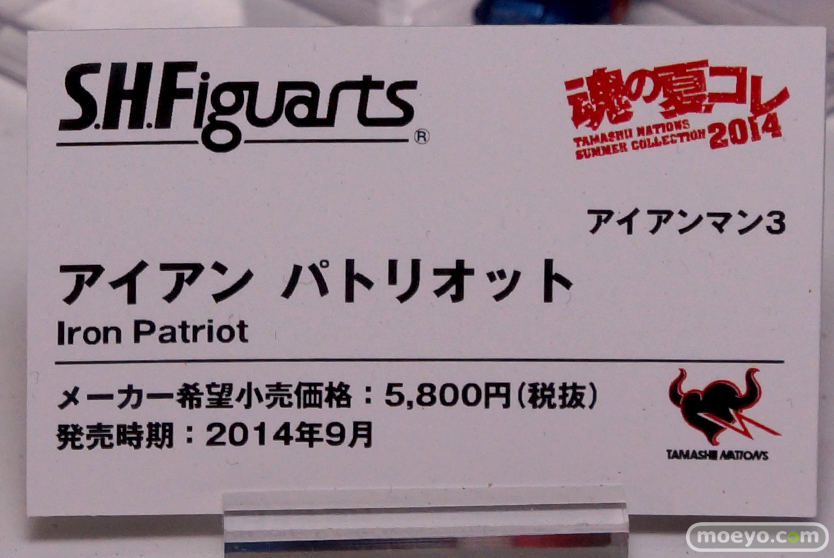 S.H.Figuarts®
魂の夏コレ
TAMASHII NATIONS
SUMMER COLLECTION 2014
アイアンマン3
アイアン パトリオット
Iron Patriot
メーカー希望小売価格：5,800円（税抜）
発売時期：2014年9月
TAMASHII NATIONS
moeyo.com